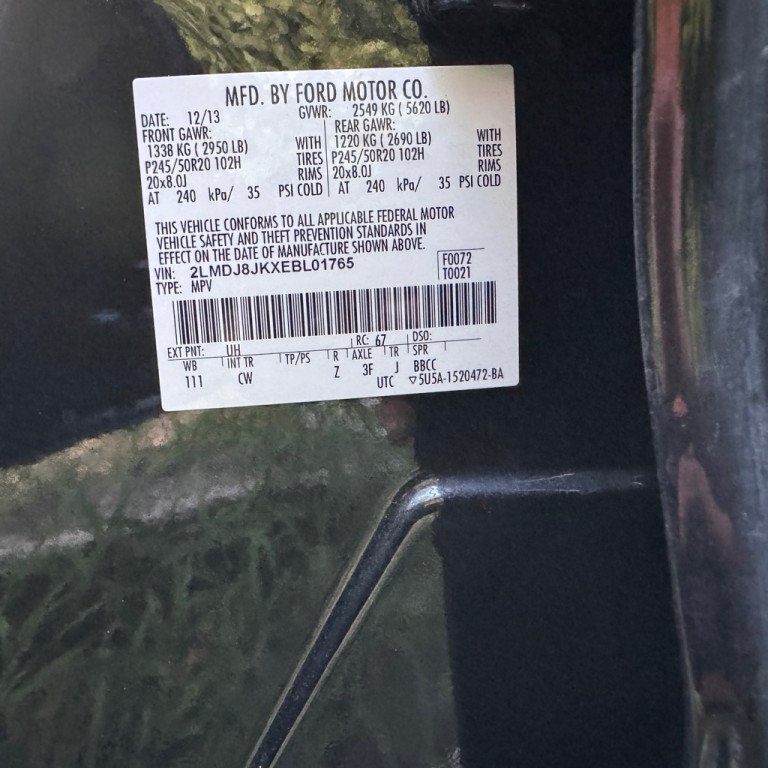 MFD. BY FORD MOTOR CO.
DATE: 12/13 GVWR: 2549 KG ( 5620 LB)
FRONT GAWR: REAR GAWR:
1338 KG ( 2950 LB) WITH 1220 KG ( 2690 LB) WITH
P245/50R20 102H TIRES P245/50R20 102H TIRES
20x8.0J RIMS 20x8.0J RIMS
AT 240 kPa/ 35 PSI COLD AT 240 kPa/ 35 PSI COLD
THIS VEHICLE CONFORMS TO ALL APPLICABLE FEDERAL MOTOR
VEHICLE SAFETY AND THEFT PREVENTION STANDARDS IN
EFFECT ON THE DATE OF MANUFACTURE SHOWN ABOVE.
VIN: 2LMDJ8JKXEBL01765 F0072
TYPE: MPV T0021
EXT PNT: UH RC: 67 DSO:
WB INT TR TP/PS R AXLE TR SPR
111 CW Z 3F J BBCC
UTC ▽5U5A-1520472-BA